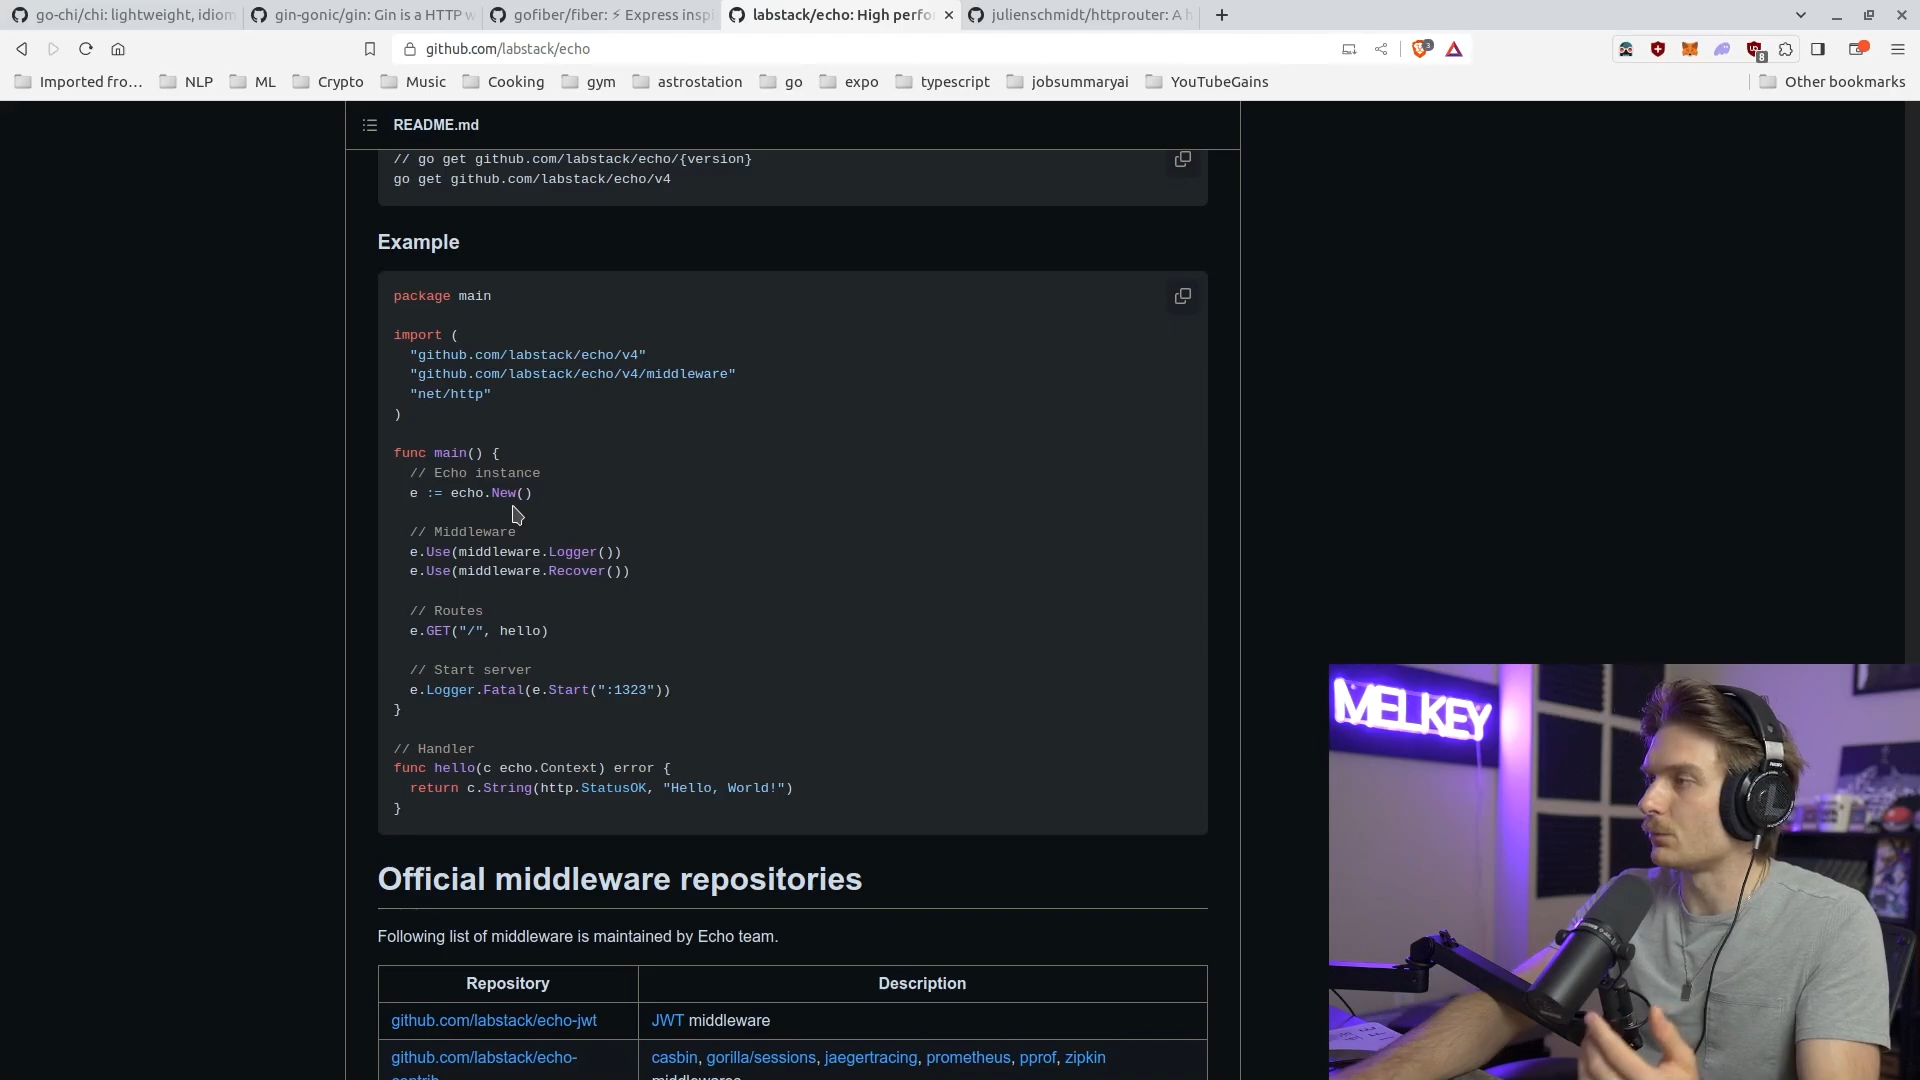 go-chi/chi: lightweight, idiom
gin-gonic/gin: Gin is a HTTP w
gofiber/fiber: ⚡ Express inspi
labstack/echo: High perfo
julienschmidt/httprouter: A h
github.com/labstack/echo
3
8
Imported fro...
NLP
ML
Crypto
Music
Cooking
gym
astrostation
go
expo
typescript
jobsummaryai
YouTubeGains
Other bookmarks
README.md
// go get github.com/labstack/echo/{version}
go get github.com/labstack/echo/v4
Example
package main
import (
"github.com/labstack/echo/v4"
"github.com/labstack/echo/v4/middleware"
"net/http"
)
func main() {
// Echo instance
e := echo.New()
// Middleware
e.Use(middleware.Logger())
e.Use(middleware.Recover())
// Routes
e.GET("/", hello)
// Start server
e.Logger.Fatal(e.Start(":1323"))
}
// Handler
func hello(c echo.Context) error {
return c.String(http.StatusOK, "Hello, World!")
}
Official middleware repositories
Following list of middleware is maintained by Echo team.
Repository
Description
github.com/labstack/echo-jwt
JWT middleware
github.com/labstack/echo-
contrib
casbin, gorilla/sessions, jaegertracing, prometheus, pprof, zipkin
middlewares
MELKEY